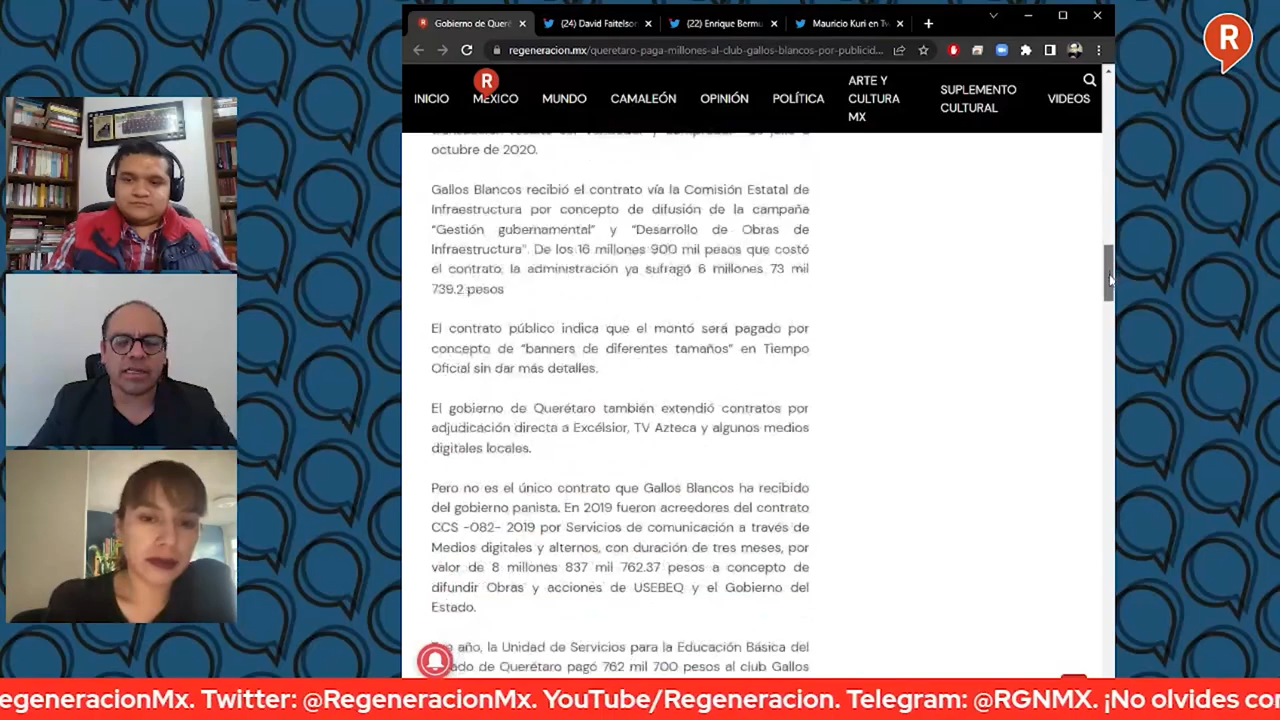 Gobierno de Quer
(24) David Faitelso
(22) Enrique Bermu
Mauricio Kuri en Tw
regeneracion.mx/queretaro-paga-millones-al-club-gallos-blancos-por-publicid...
R
R
INICIO
MÉXICO
MUNDO
CAMALEÓN
OPINIÓN
POLÍTICA
ARTE Y
CULTURA
MX
SUPLEMENTO
CULTURAL
VIDEOS
octubre de 2020.
Gallos Blancos recibió el contrato vía la Comisión Estatal de
Infraestructura por concepto de difusión de la campaña
“Gestión gubernamental” y “Desarrollo de Obras de
Infraestructura”. De los 16 millones 900 mil pesos que costó
el contrato, la administración ya sufragó 6 millones 73 mil
739.2 pesos
El contrato público indica que el montó será pagado por
concepto de “banners de diferentes tamaños” en Tiempo
Oficial sin dar más detalles.
El gobierno de Querétaro también extendió contratos por
adjudicación directa a Excélsior, TV Azteca y algunos medios
digitales locales.
Pero no es el único contrato que Gallos Blancos ha recibido
del gobierno panista. En 2019 fueron acreedores del contrato
CCS -082- 2019 por Servicios de comunicación a través de
Medios digitales y alternos, con duración de tres meses, por
valor de 8 millones 837 mil 762.37 pesos a concepto de
difundir Obras y acciones de USEBEQ y el Gobierno del
Estado.
año, la Unidad de Servicios para la Educación Básica del
de Querétaro pagó 762 mil 700 pesos al club Gallos
egeneracionMx. Twitter: @RegeneracionMx. YouTube/Regeneracion. Telegram: @RGNMX. ¡No olvides co